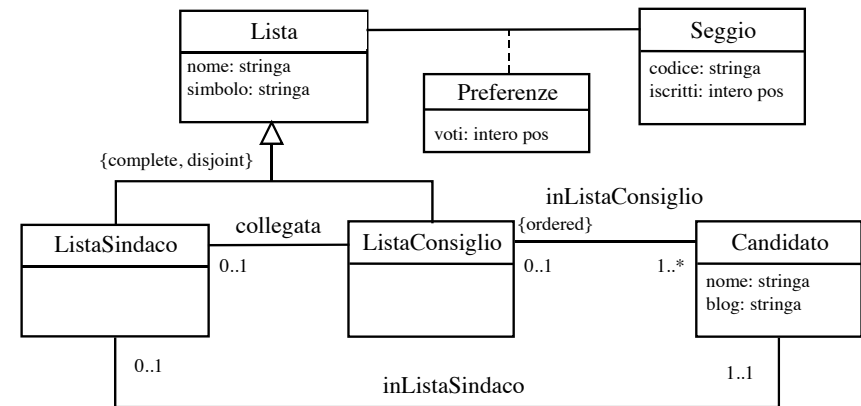 Lista
nome: stringa
simbolo: stringa
Seggio
codice: stringa
iscritti: intero pos
Preferenze
voti: intero pos
{complete, disjoint}
ListaSindaco
collegata
0..1
ListaConsiglio
inListaConsiglio
{ordered}
0..1
1..*
Candidato
nome: stringa
blog: stringa
0..1
inListaSindaco
1..1